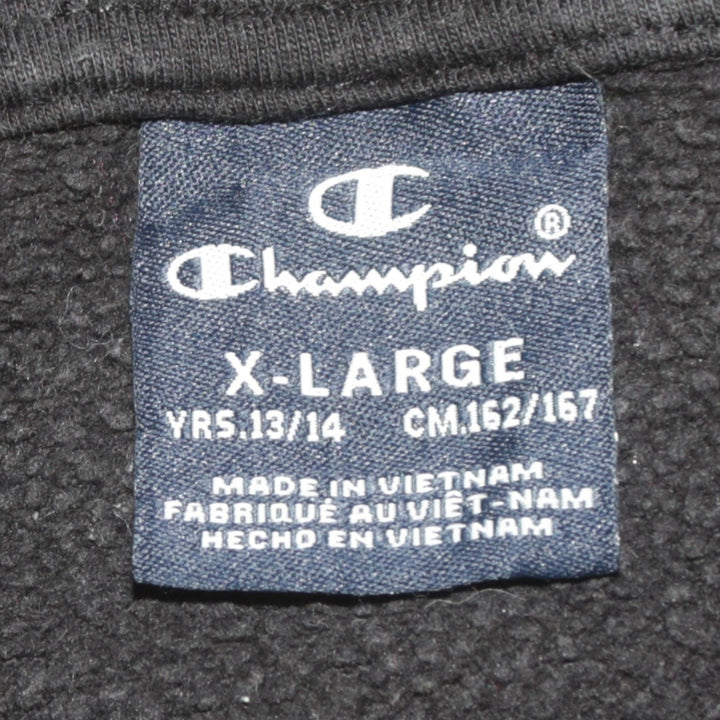 Champion®
X-LARGE
YRS.13/14 CM.162/167
MADE IN VIETNAM
FABRIQUÉ AU VIÊT-NAM
HECHO EN VIETNAM